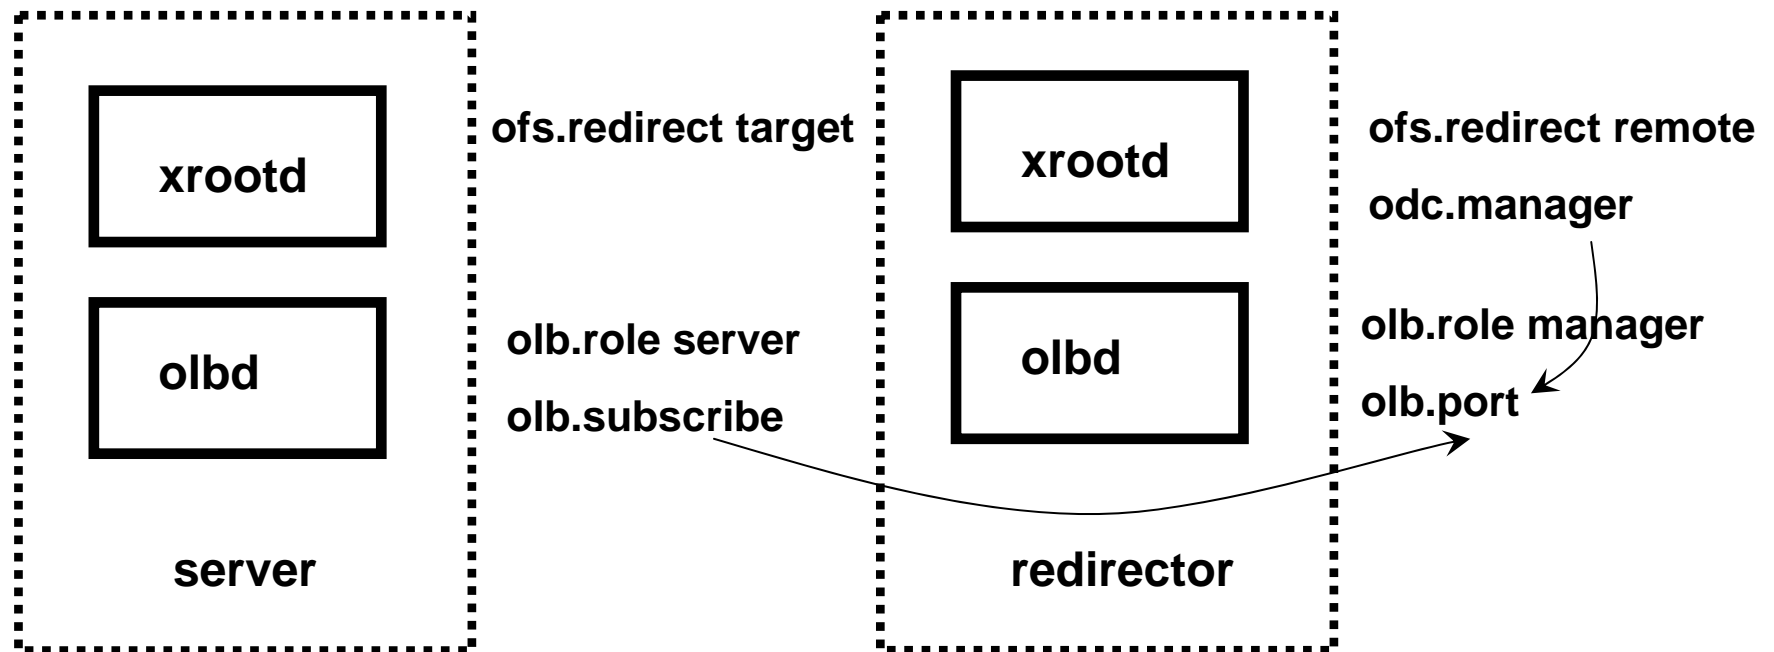 xrootd
olbd
server
ofs.redirect target
olb.role server
olb.subscribe
xrootd
olbd
redirector
ofs.redirect remote
odc.manager
olb.role manager
olb.port